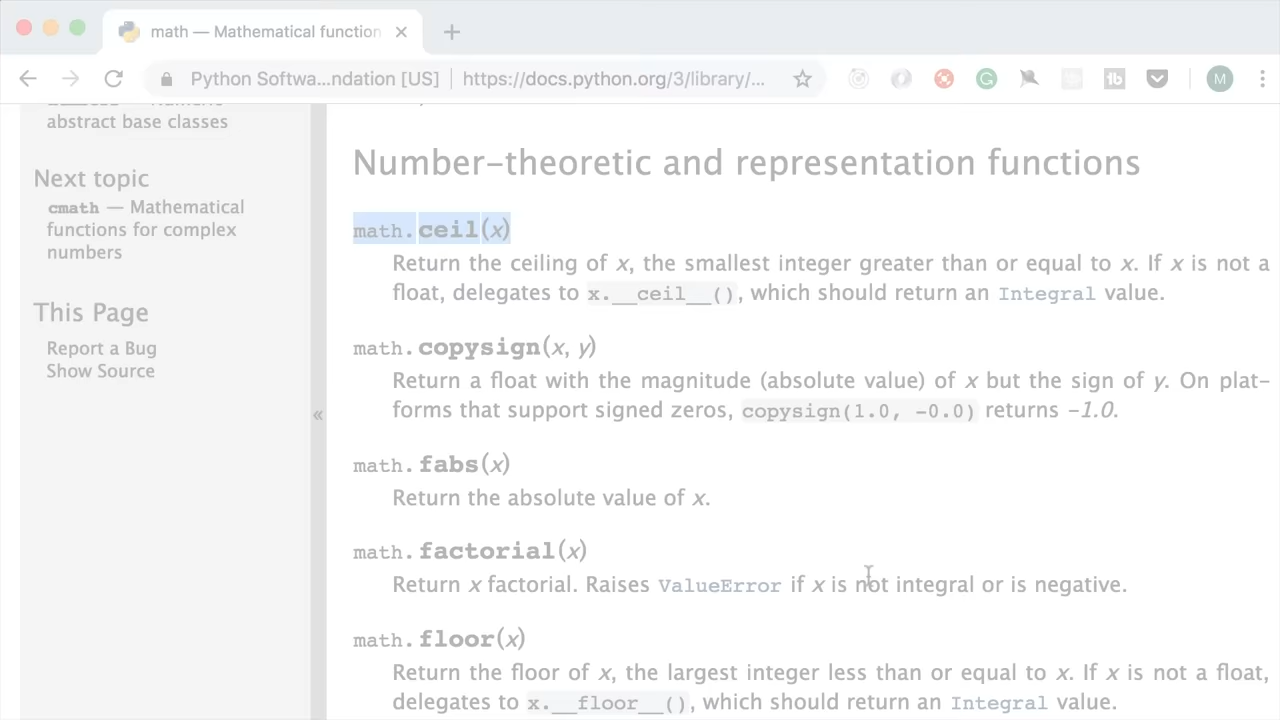 math — Mathematical function
Python Softwa...ndation [US] | https://docs.python.org/3/library/...
M
abstract base classes
Next topic
cmath — Mathematical
functions for complex
numbers
This Page
Report a Bug
Show Source
«
Number-theoretic and representation functions
math.ceil(x)
Return the ceiling of x, the smallest integer greater than or equal to x. If x is not a
float, delegates to x.__ceil__(), which should return an Integral value.
math.copysign(x, y)
Return a float with the magnitude (absolute value) of x but the sign of y. On plat-
forms that support signed zeros, copysign(1.0, -0.0) returns -1.0.
math.fabs(x)
Return the absolute value of x.
math.factorial(x)
Return x factorial. Raises ValueError if x is not integral or is negative.
math.floor(x)
Return the floor of x, the largest integer less than or equal to x. If x is not a float,
delegates to x.__floor__(), which should return an Integral value.